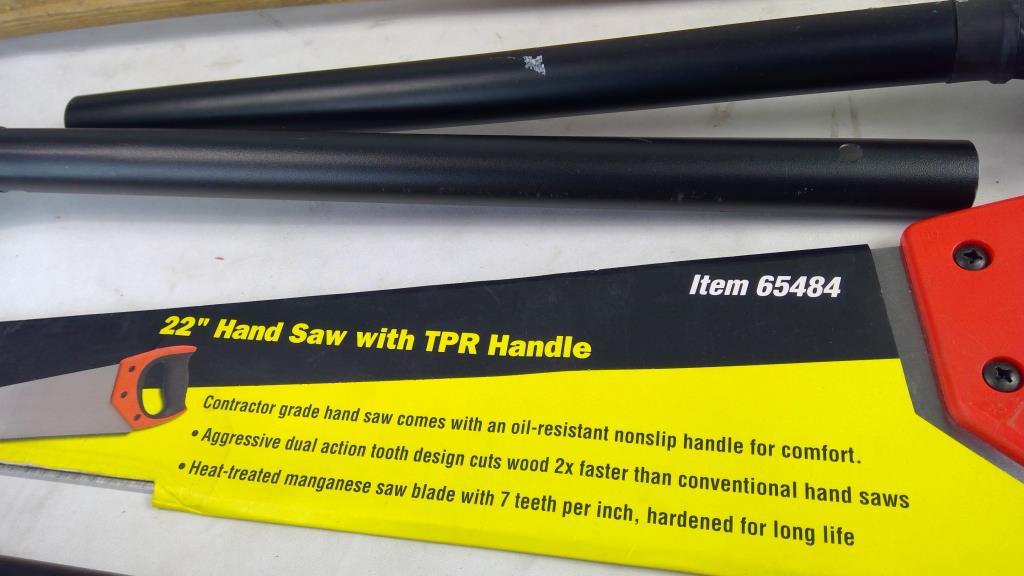 Item 65484
22" Hand Saw with TPR Handle
Contractor grade hand saw comes with an oil-resistant nonslip handle for comfort.
• Aggressive dual action tooth design cuts wood 2x faster than conventional hand saws
• Heat-treated manganese saw blade with 7 teeth per inch, hardened for long life